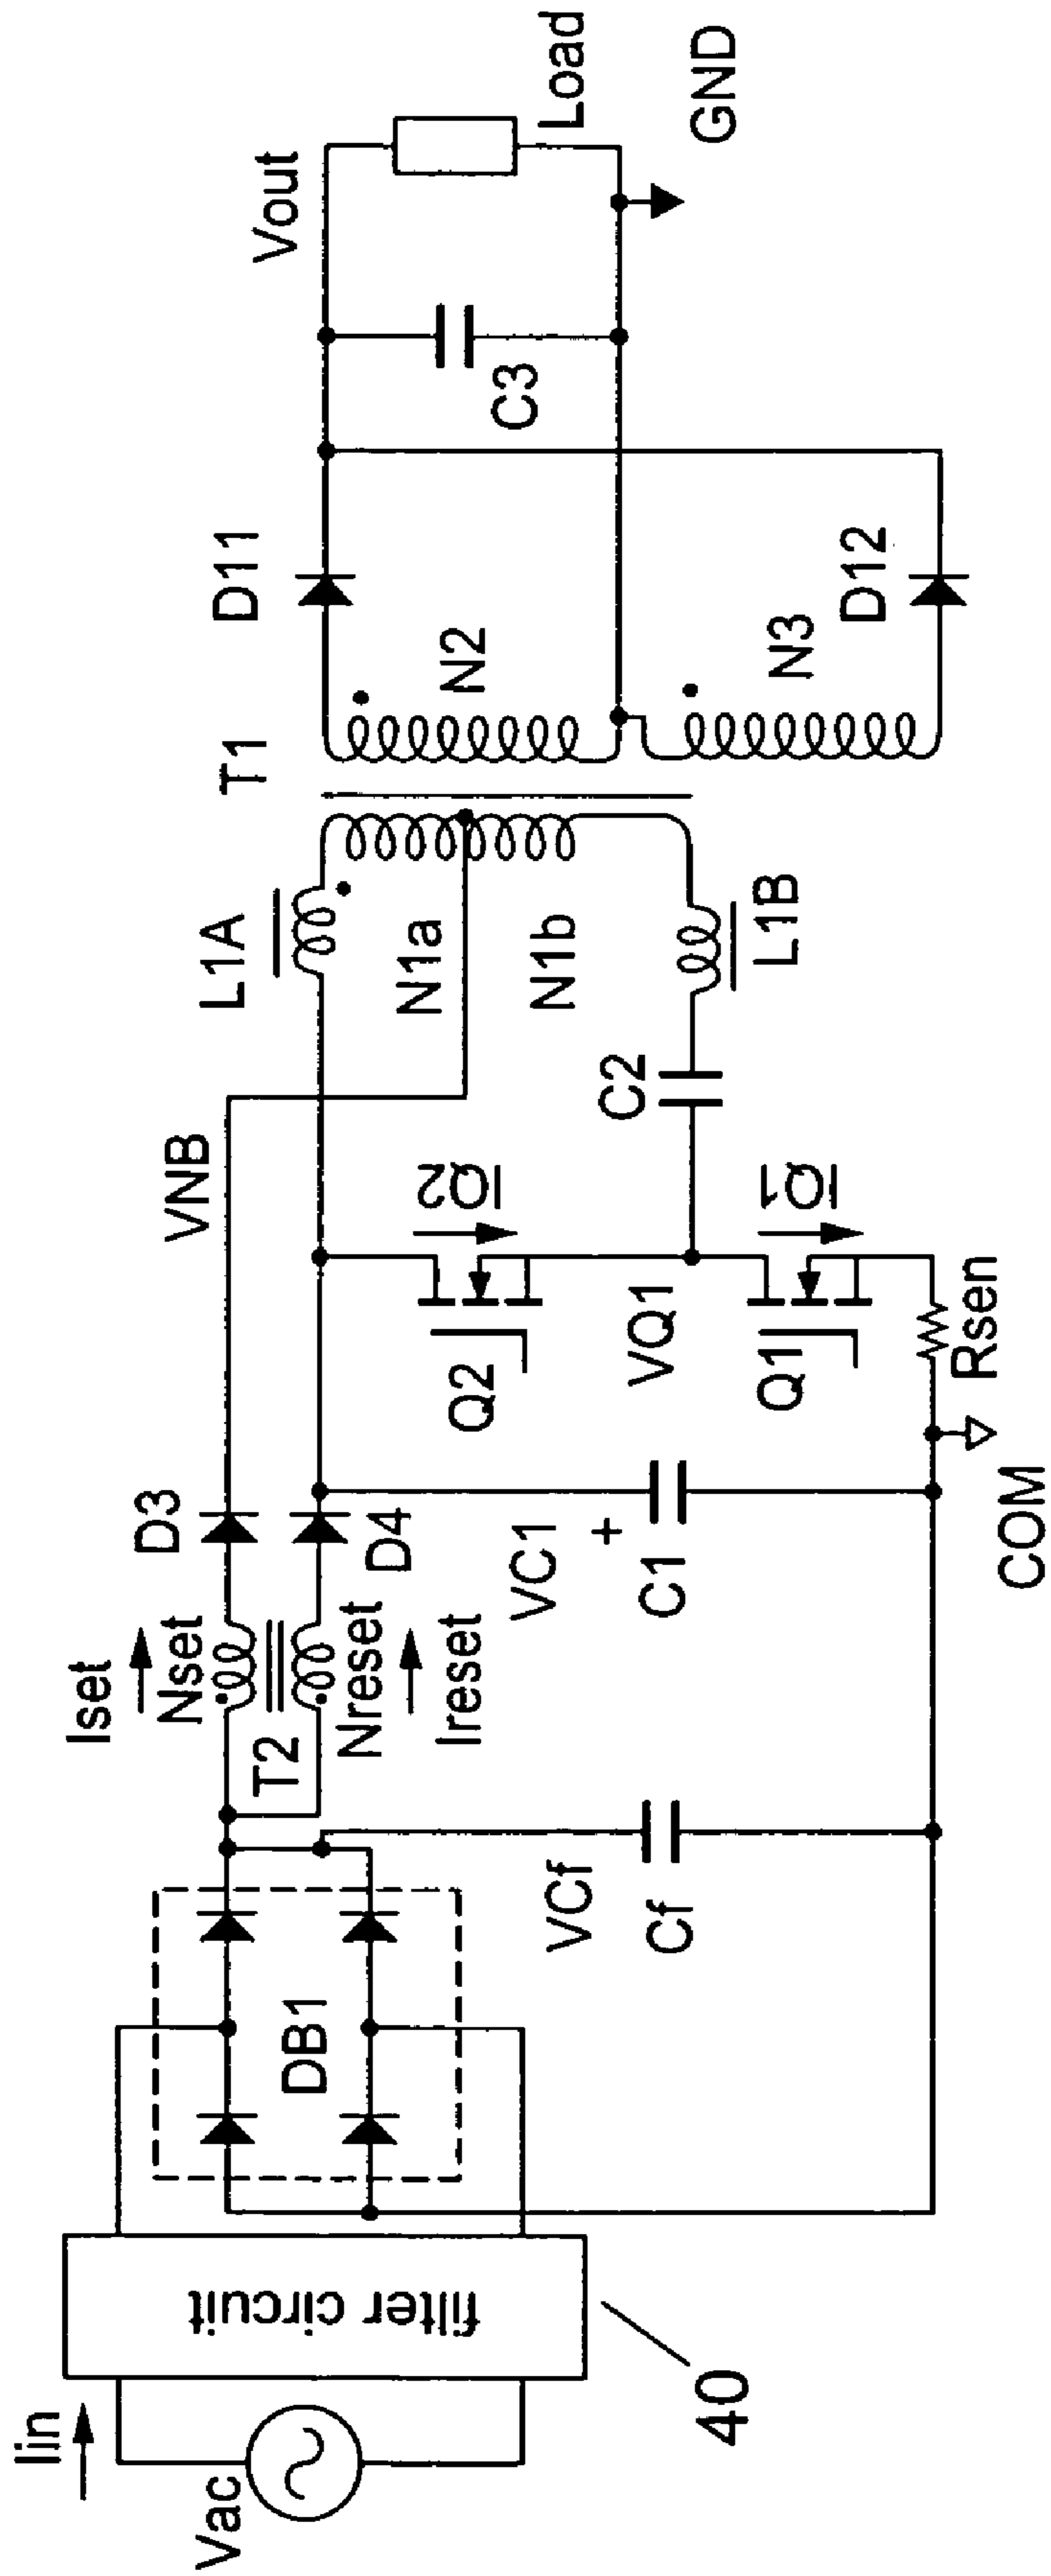 Vac
Iin
filter circuit
40
DB1
VCf
Cf
Iset
Nset
T2
Nreset
Ireset
D3
D4
VC1
+
C1
COM
Rsen
VNB
Q2
IQ2
VQ1
Q1
IQ1
C2
L1A
N1a
N1b
L1B
T1
N2
N3
D11
D12
C3
Vout
Load
GND